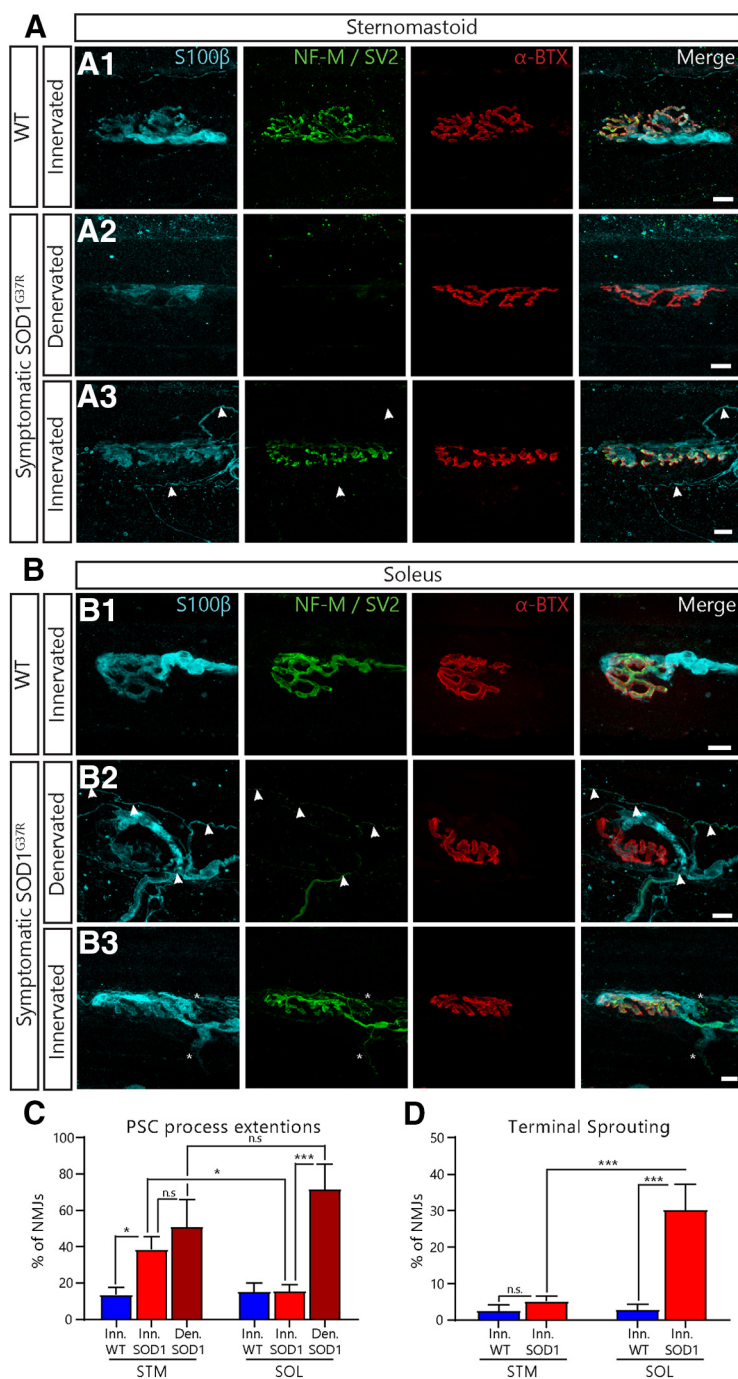 A
Sternomastoid
WT
Innervated
A1
S100β
NF-M / SV2
α-BTX
Merge
Symptomatic SOD1G37R
Denervated
A2
Innervated
A3
B
Soleus
WT
Innervated
B1
S100β
NF-M / SV2
α-BTX
Merge
Symptomatic SOD1G37R
Denervated
B2
*
Innervated
B3
* * *
* * *
C
PSC process extentions
% of NMJs
100
80
60
40
20
0
n.s
*
***
n.s
*
Inn. Inn. Den. Inn. Inn. Den.
WT SOD1 SOD1 WT SOD1 SOD1
STM SOL
D
Terminal Sprouting
% of NMJs
50
40
30
20
10
0
***
***
n.s.
Inn. Inn. Inn. Inn.
WT SOD1 WT SOD1
STM SOL